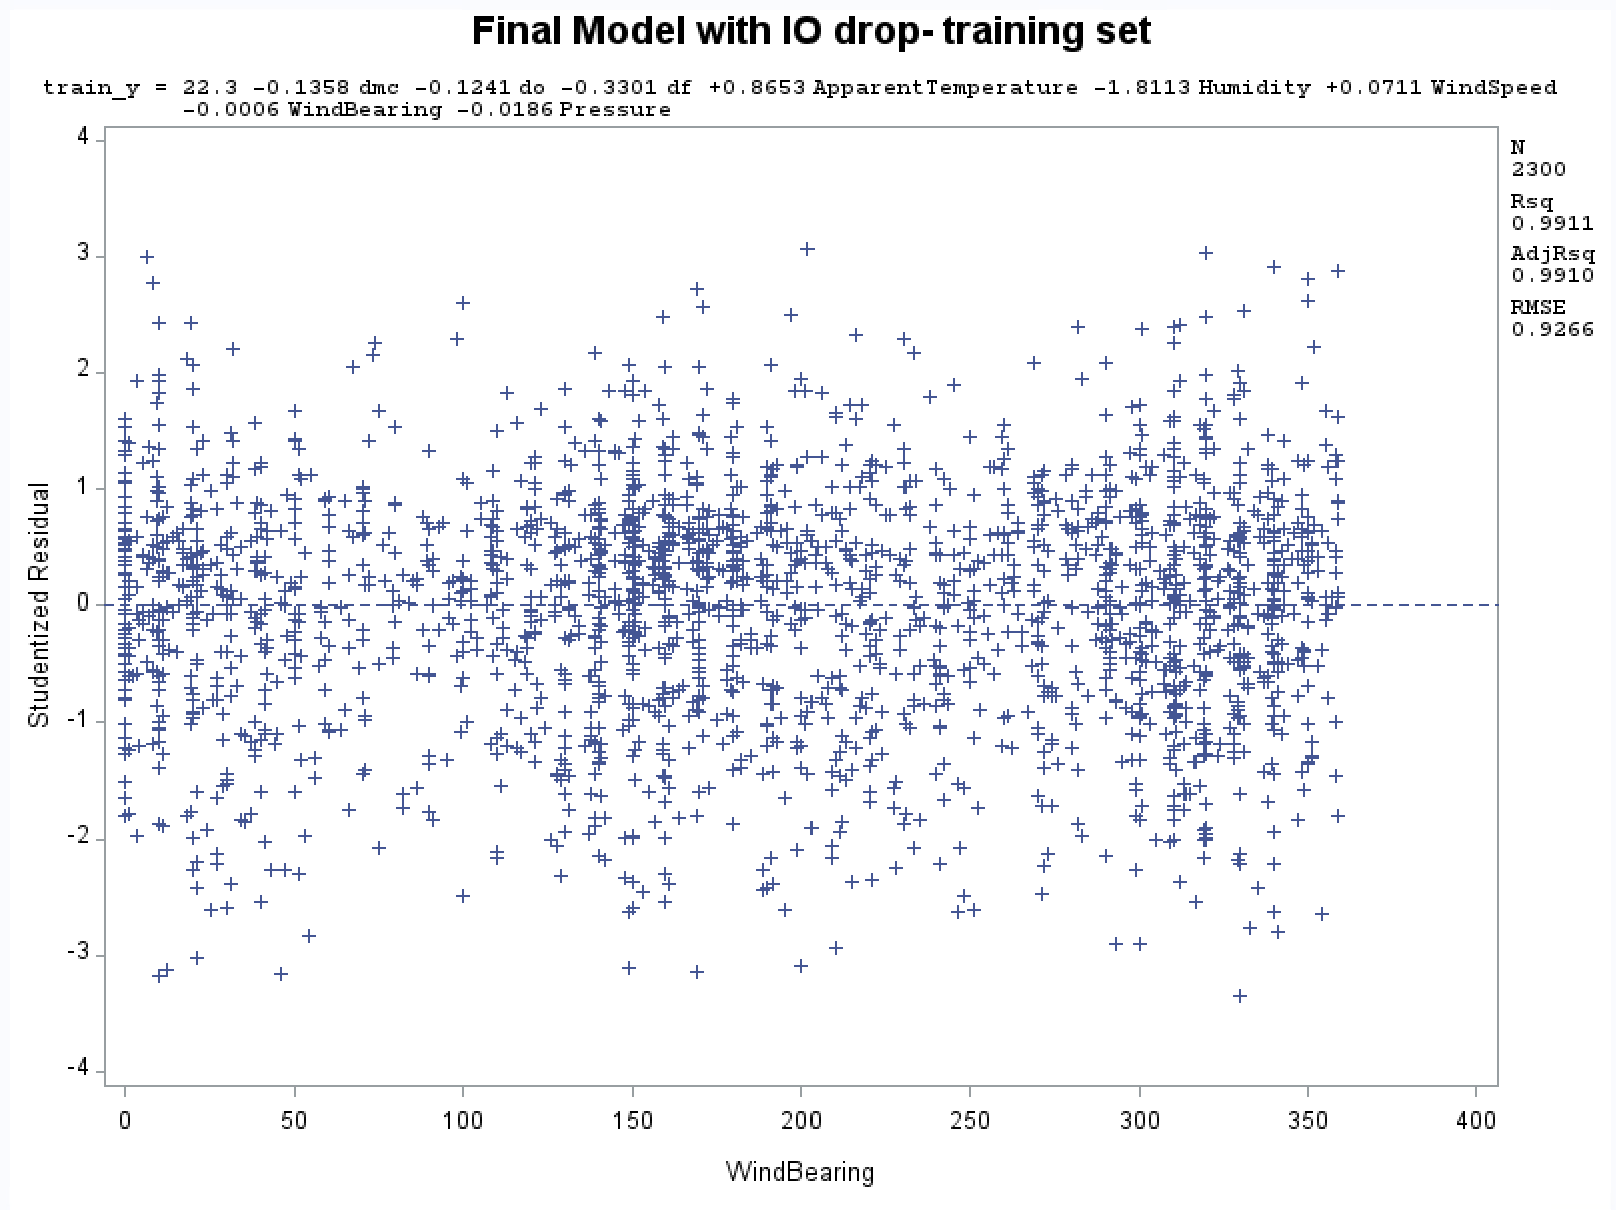 Final Model with IO drop- training set
train_y = 22.3 -0.1358 dmc -0.1241 do -0.3301 df +0.8653 ApparentTemperature -1.8113 Humidity +0.0711 WindSpeed
-0.0006 WindBearing -0.0186 Pressure
N
2300
Rsq
0.9911
AdjRsq
0.9910
RMSE
0.9266
4
3
2
1
0
-1
-2
-3
-4
Studentized Residual
0 50 100 150 200 250 300 350 400
WindBearing